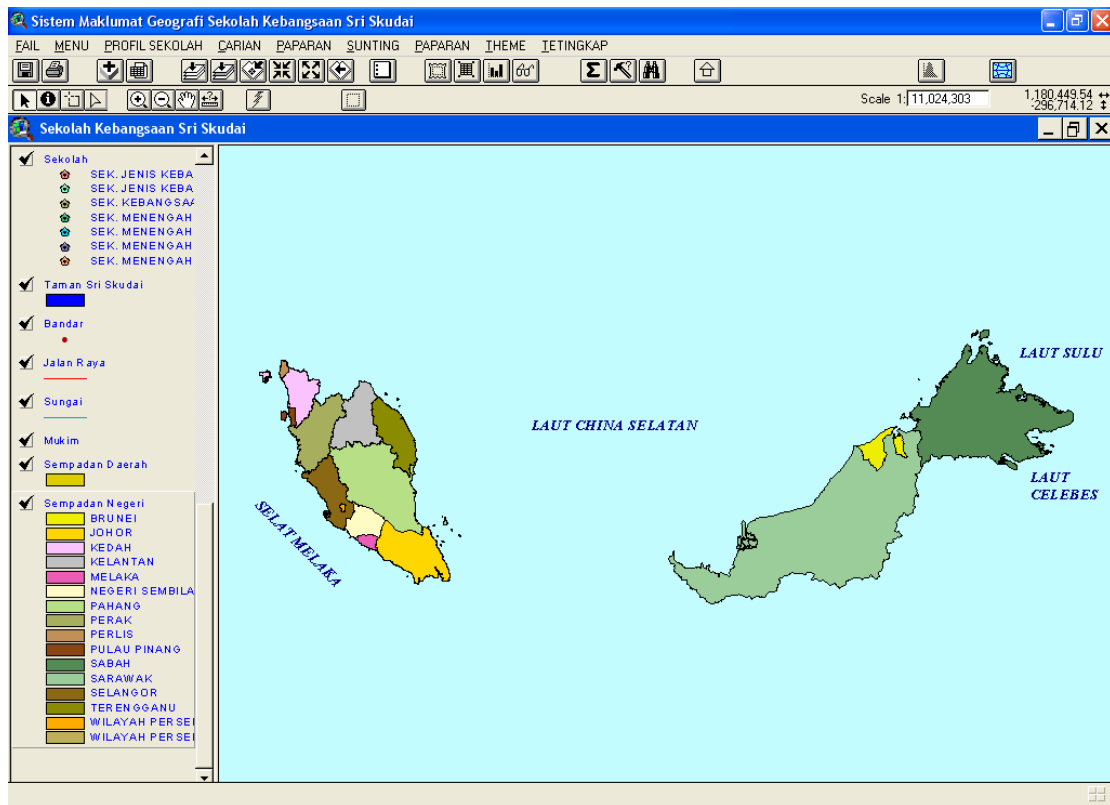 Sistem Maklumat Geografi Sekolah Kebangsaan Sri Skudai
FAIL MENU PROFIL SEKOLAH CARIAN PAPARAN SUNTING PAPARAN THEME TETINGKAP
Scale 1: 11,024,303
1,180,449.54
-296,714.12
Sekolah Kebangsaan Sri Skudai
Sekolah
SEK. JENIS KEBA
SEK. JENIS KEBA
SEK. KEBANGSAA
SEK. MENENGAH
SEK. MENENGAH
SEK. MENENGAH
SEK. MENENGAH
Taman Sri Skudai
Bandar
Jalan Raya
Sungai
Mukim
Sempadan Daerah
Sempadan Negeri
BRUNEI
JOHOR
KEDAH
KELANTAN
MELAKA
NEGERI SEMBILA
PAHANG
PERAK
PERLIS
PULAU PINANG
SABAH
SARAWAK
SELANGOR
TERENGGANU
WILAYAH PERSEI
WILAYAH PERSEI
LAUT SULU
LAUT CHINA SELATAN
LAUT
CELEBES
SELAT MELAKA